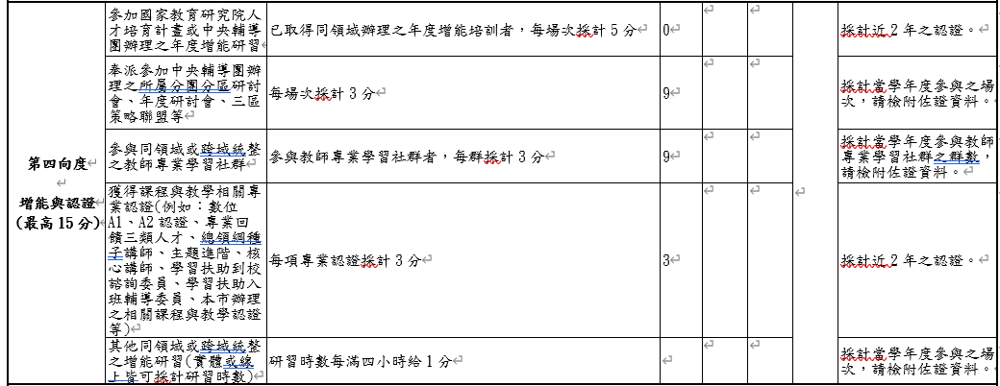 第四向度
增能與認證
(最高 15 分)
參加國家教育研究院人
才培育計畫或中央輔導
團辦理之年度增能研習
已取得同領域辦理之年度增能培訓者，每場次採計 5 分
0
採計近 2 年之認證。
奉派參加中央輔導團辦
理之所屬分團分區研討
會、年度研討會、三區
策略聯盟等
每場次採計 3 分
9
採計當學年度參與之場
次，請檢附佐證資料。
參與同領域或跨域統整
之教師專業學習社群
參與教師專業學習社群者，每群採計 3 分
9
採計當學年度參與教師
專業學習社群之群數，
請檢附佐證資料。
獲得課程與教學相關專
業認證(例如：數位
A1、A2 認證、專業回
饋三類人才、總領綱種
子講師、主題進階、核
心講師、學習扶助到校
諮詢委員、學習扶助入
班輔導委員、本市辦理
之相關課程與教學認證
等)
每項專業認證採計 3 分
3
採計近 2 年之認證。
其他同領域或跨域統整
之增能研習(實體或線
上皆可採計研習時數)
研習時數每滿四小時給 1 分
採計當學年度參與之場
次，請檢附佐證資料。